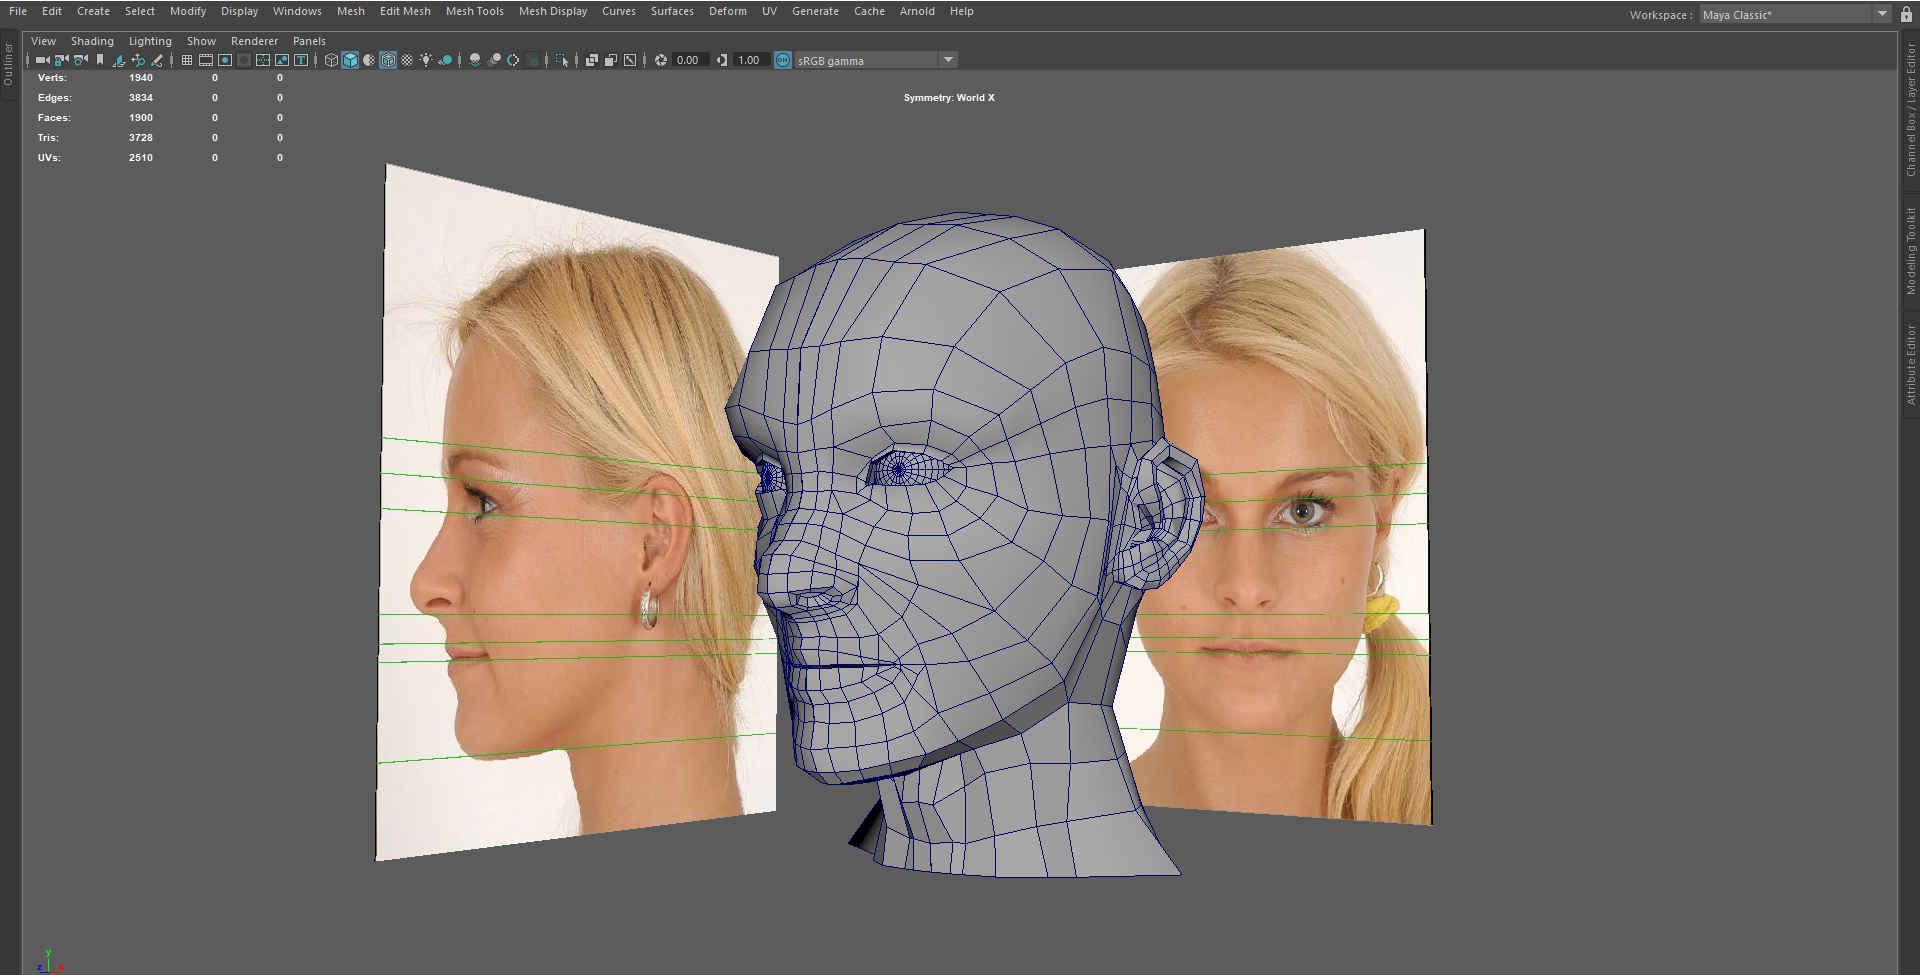 File Edit Create Select Modify Display Windows Mesh Edit Mesh Mesh Tools Mesh Display Curves Surfaces Deform UV Generate Cache Arnold Help
Workspace : Maya Classic*
View Shading Lighting Show Renderer Panels
0.00 1.00 ON sRGB gamma
Outliner
Verts: 1940 0 0
Edges: 3834 0 0
Faces: 1900 0 0
Tris: 3728 0 0
UVs: 2510 0 0
Symmetry: World X
Channel Box / Layer Editor
Modeling Toolkit
Attribute Editor
y
z x